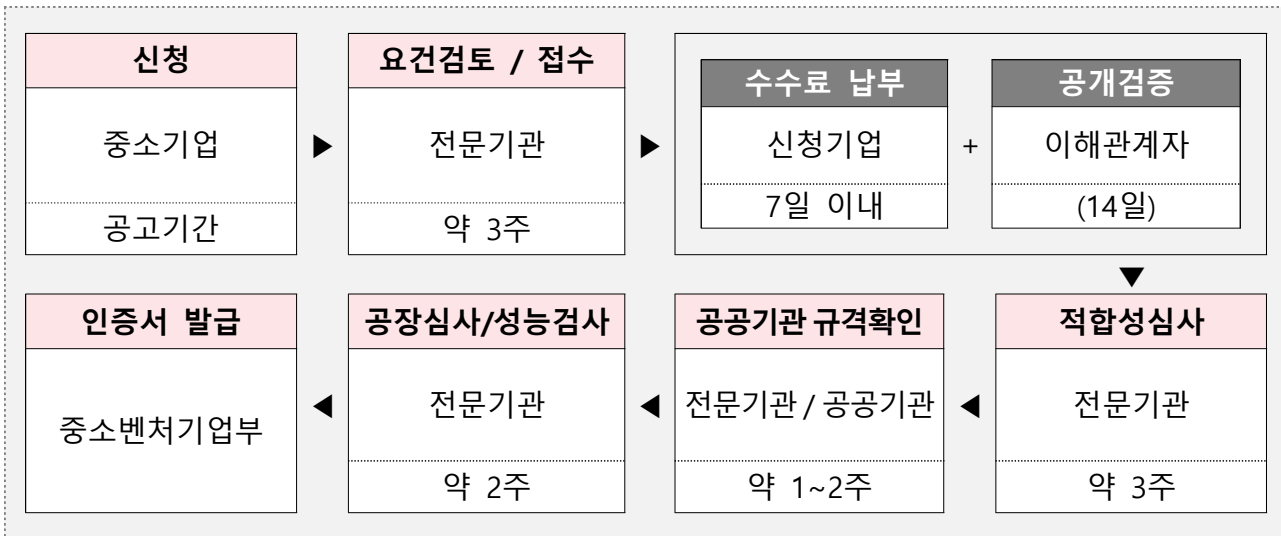 신청
중소기업
공고기간
▶
요건검토 / 접수
전문기관
약 3주
▶
수수료 납부
신청기업
7일 이내
+
공개검증
이해관계자
(14일)
▼
적합성심사
전문기관
약 3주
◀
공공기관 규격확인
전문기관 / 공공기관
약 1~2주
◀
공장심사/성능검사
전문기관
약 2주
◀
인증서 발급
중소벤처기업부